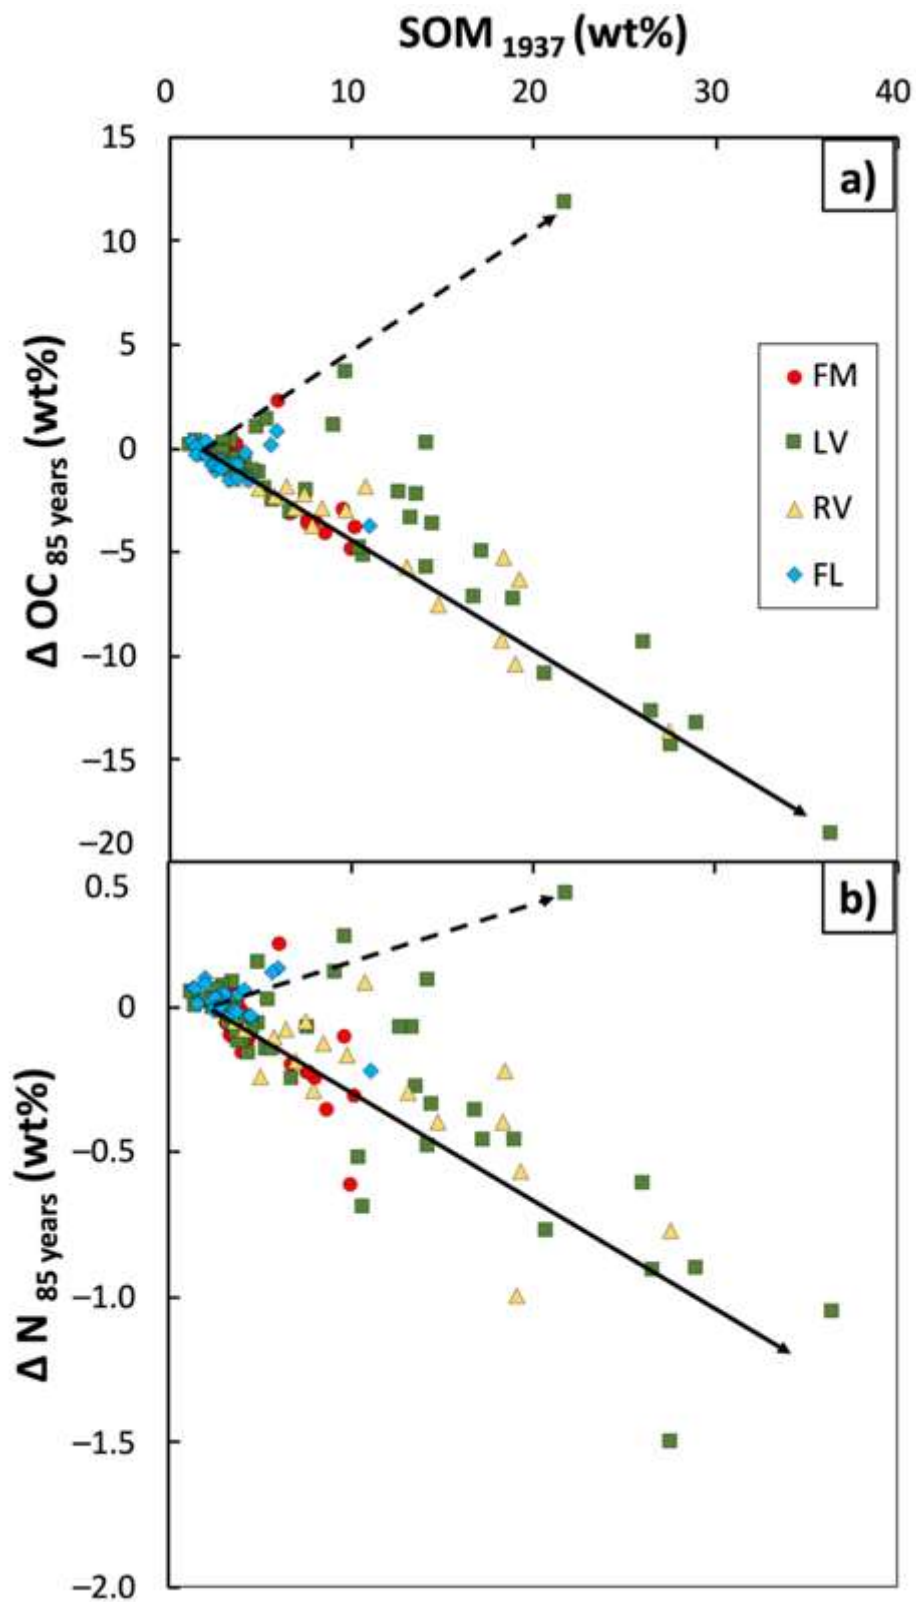 SOM 1937 (wt%)
0 10 20 30 40
15
a)
10
5
0
−5
−10
−15
−20
Δ OC 85 years (wt%)
FM
LV
RV
FL
0.5
b)
0
−0.5
−1.0
−1.5
−2.0
Δ N 85 years (wt%)